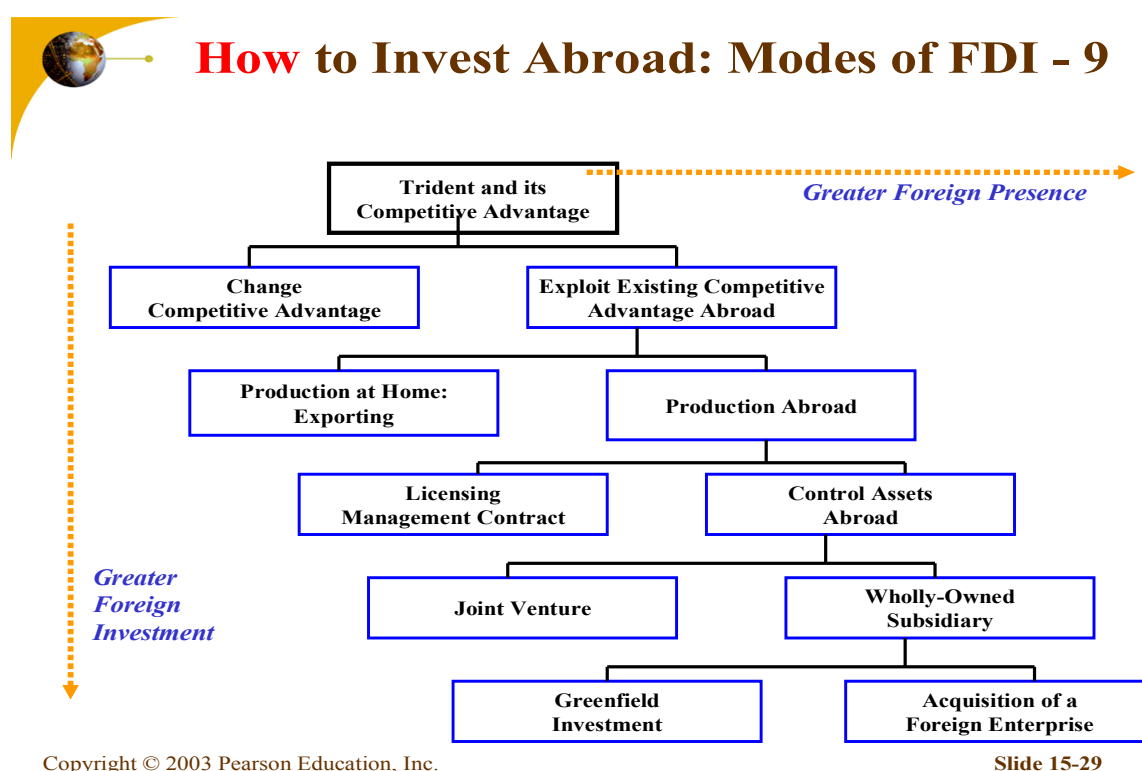 How to Invest Abroad: Modes of FDI - 9
Trident and its
Competitive Advantage
Greater Foreign Presence
Change
Competitive Advantage
Exploit Existing Competitive
Advantage Abroad
Production at Home:
Exporting
Production Abroad
Licensing
Management Contract
Control Assets
Abroad
Greater
Foreign
Investment
Joint Venture
Wholly-Owned
Subsidiary
Greenfield
Investment
Acquisition of a
Foreign Enterprise
Copyright © 2003 Pearson Education, Inc.
Slide 15-29